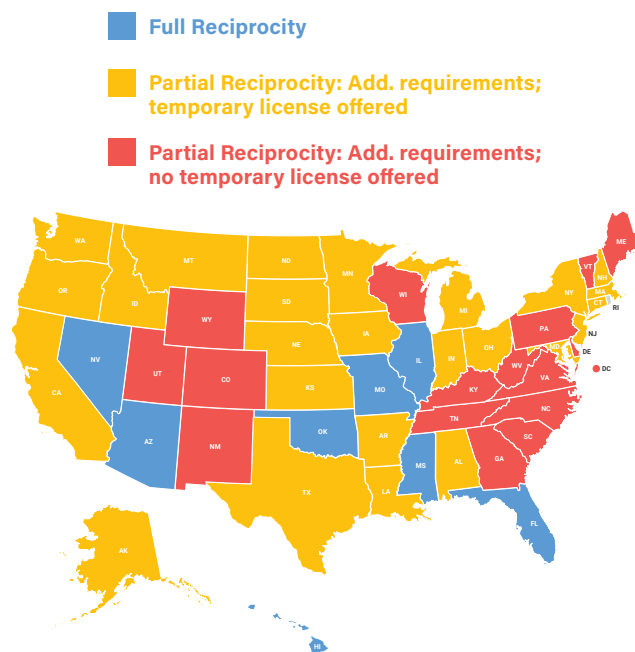 Full Reciprocity
Partial Reciprocity: Add. requirements;
temporary license offered
Partial Reciprocity: Add. requirements;
no temporary license offered
ME
WA
VT
MT
ND
NH
MN
OR
NY
MA
WI
ID
SD
CT
RI
MI
WY
PA
IA
NJ
NE
OH
MD
DE
IL
IN
NV
WV
DC
UT
CO
VA
KS
MO
KY
CA
NC
TN
OK
AR
SC
AZ
NM
GA
AL
MS
LA
TX
FL
AK
HI